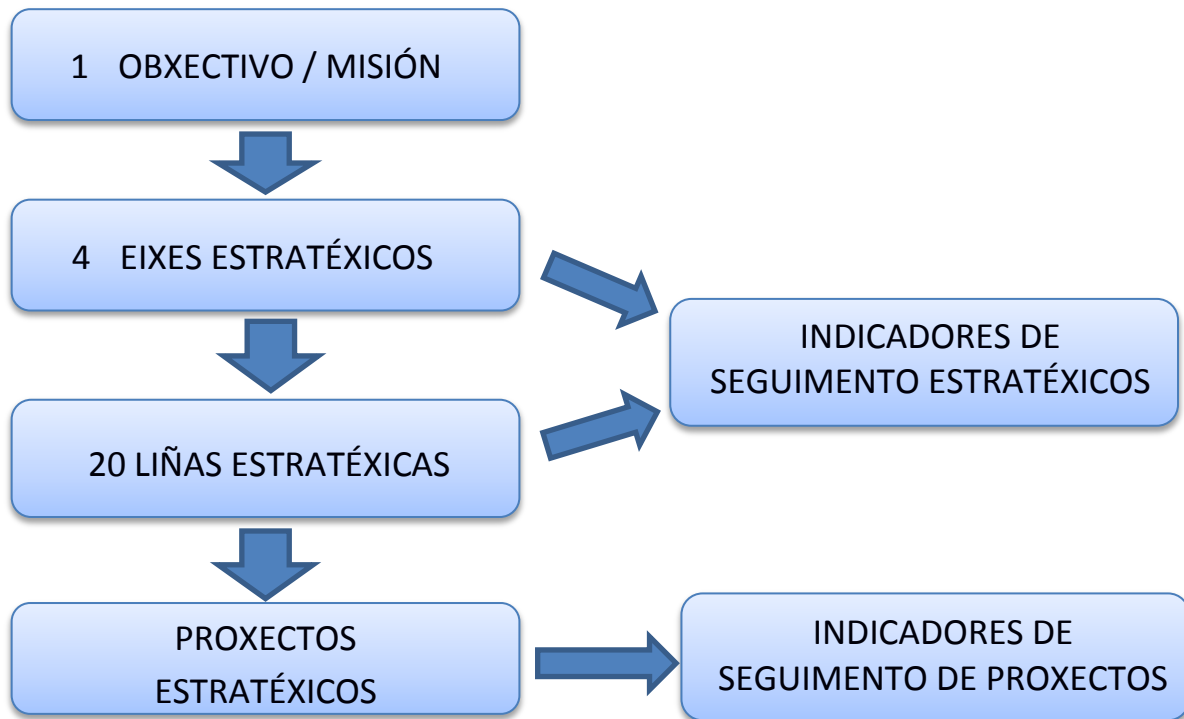 1 OBXECTIVO / MISIÓN
4 EIXES ESTRATÉXICOS
INDICADORES DE
SEGUIMENTO ESTRATÉXICOS
20 LIÑAS ESTRATÉXICAS
PROXECTOS
ESTRATÉXICOS
INDICADORES DE
SEGUIMENTO DE PROXECTOS